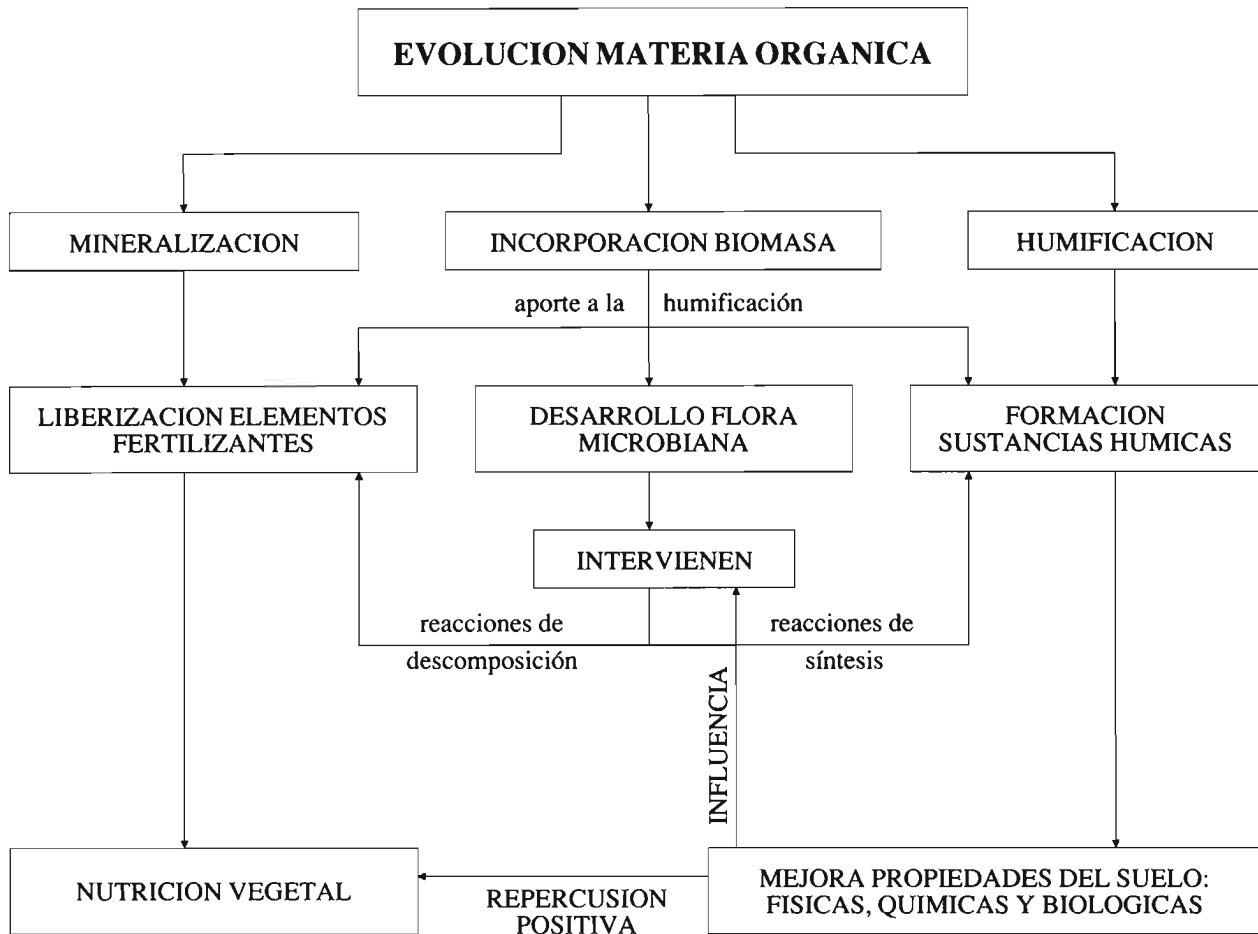 EVOLUCION MATERIA ORGANICA
MINERALIZACION
INCORPORACION BIOMASA
HUMIFICACION
aporte a la humificación
LIBERIZACION ELEMENTOS
FERTILIZANTES
DESARROLLO FLORA
MICROBIANA
FORMACION
SUSTANCIAS HUMICAS
INTERVIENEN
reacciones de
descomposición
reacciones de
síntesis
INFLUENCIA
NUTRICION VEGETAL
REPERCUSION
POSITIVA
MEJORA PROPIEDADES DEL SUELO:
FISICAS, QUIMICAS Y BIOLOGICAS